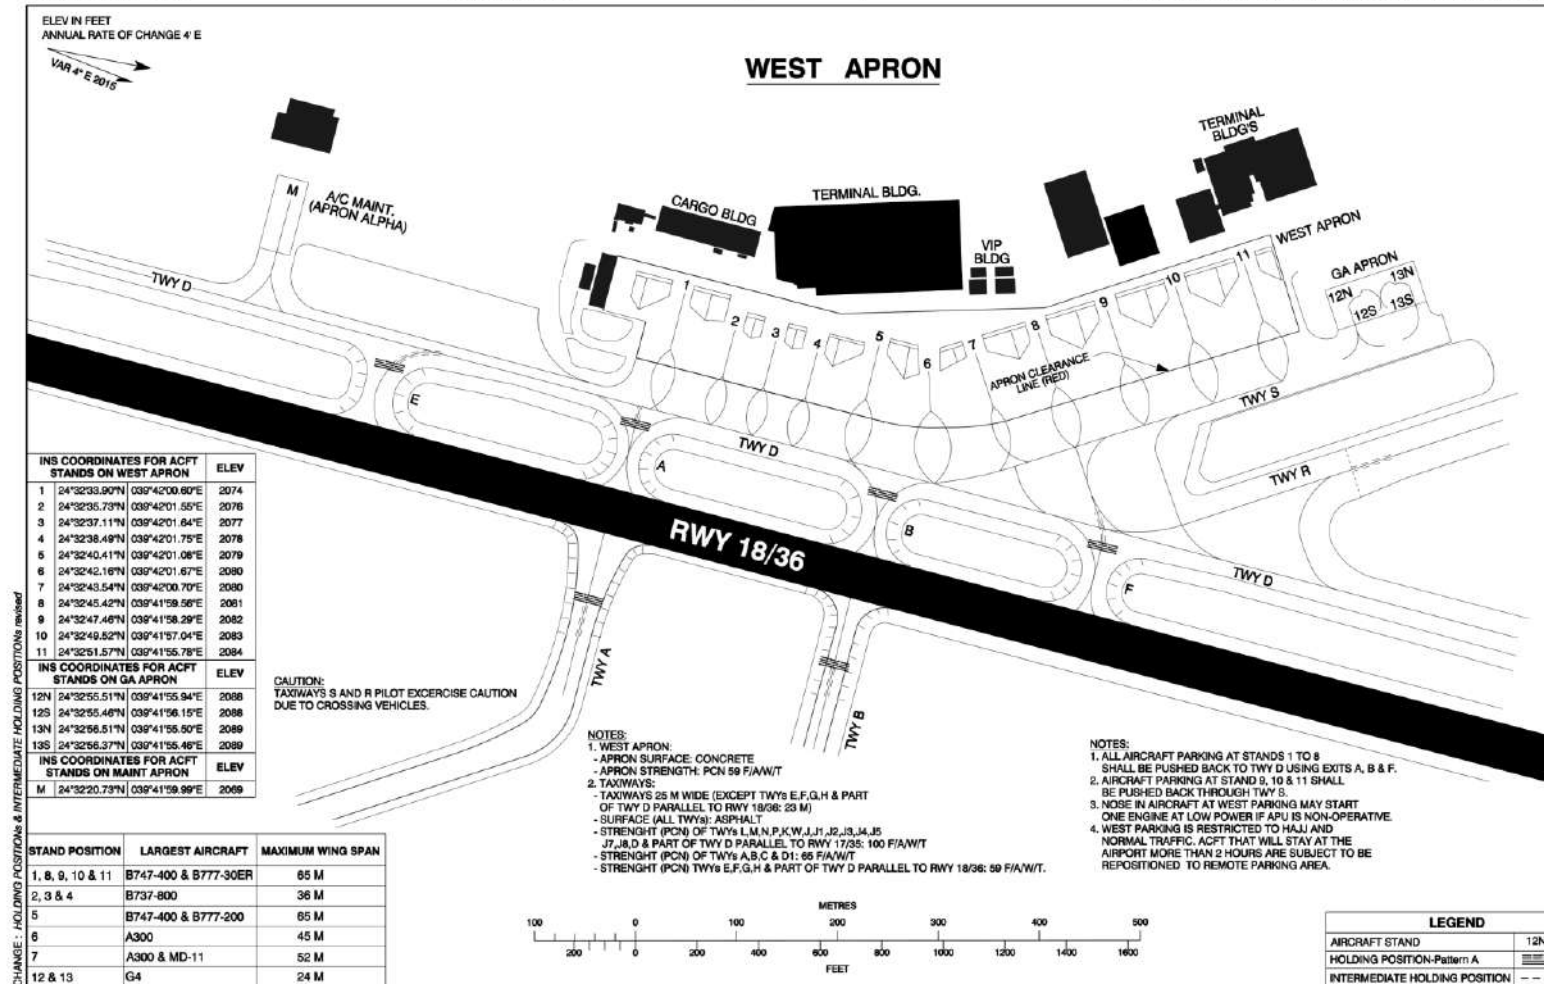 ELEV IN FEET
ANNUAL RATE OF CHANGE 4' E
VAR 4° E 2015
WEST APRON
M
A/C MAINT.
(APRON ALPHA)
CARGO BLDG
TERMINAL BLDG.
VIP
BLDG
TERMINAL
BLDG'S
WEST APRON
GA APRON
12N
13N
12S
13S
1
2
3
4
5
6
7
8
9
10
11
APRON CLEARANCE
LINE (RED)
TWY D
TWY D
TWY D
TWY S
TWY R
E
A
B
F
RWY 18/36
TWY A
TWY B
INS COORDINATES FOR ACFT
STANDS ON WEST APRON ELEV
1 24°32'33.90"N 039°42'00.60"E 2074
2 24°32'35.73"N 039°42'01.55"E 2076
3 24°32'37.11"N 039°42'01.64"E 2077
4 24°32'38.49"N 039°42'01.75"E 2078
5 24°32'40.41"N 039°42'01.08"E 2079
6 24°32'42.16"N 039°42'01.67"E 2080
7 24°32'43.54"N 039°42'00.70"E 2080
8 24°32'45.42"N 039°41'59.56"E 2081
9 24°32'47.46"N 039°41'58.29"E 2082
10 24°32'49.52"N 039°41'57.04"E 2083
11 24°32'51.57"N 039°41'55.78"E 2084
INS COORDINATES FOR ACFT
STANDS ON GA APRON ELEV
12N 24°32'55.51"N 039°41'55.94"E 2088
12S 24°32'55.46"N 039°41'56.15"E 2088
13N 24°32'56.51"N 039°41'55.50"E 2089
13S 24°32'56.37"N 039°41'55.46"E 2089
INS COORDINATES FOR ACFT
STANDS ON MAINT APRON ELEV
M 24°32'20.73"N 039°41'59.99"E 2069
CAUTION:
TAXIWAYS S AND R PILOT EXCERCISE CAUTION
DUE TO CROSSING VEHICLES.
NOTES:
1. WEST APRON:
- APRON SURFACE: CONCRETE
- APRON STRENGTH: PCN 59 F/A/W/T
2. TAXIWAYS:
- TAXIWAYS 25 M WIDE (EXCEPT TWYs E,F,G,H & PART
OF TWY D PARALLEL TO RWY 18/36: 23 M)
- SURFACE (ALL TWYs): ASPHALT
- STRENGHT (PCN) OF TWYs L,M,N,P,K,W,J,J1,J2,J3,J4,J5
J7,J8,D & PART OF TWY D PARALLEL TO RWY 17/35: 100 F/A/W/T
- STRENGHT (PCN) OF TWYs A,B,C & D1: 65 F/A/W/T
- STRENGHT (PCN) TWYs E,F,G,H & PART OF TWY D PARALLEL TO RWY 18/36: 59 F/A/W/T.
NOTES:
1. ALL AIRCRAFT PARKING AT STANDS 1 TO 8
SHALL BE PUSHED BACK TO TWY D USING EXITS A, B & F.
2. AIRCRAFT PARKING AT STAND 9, 10 & 11 SHALL
BE PUSHED BACK THROUGH TWY S.
3. NOSE IN AIRCRAFT AT WEST PARKING MAY START
ONE ENGINE AT LOW POWER IF APU IS NON-OPERATIVE.
4. WEST PARKING IS RESTRICTED TO HAJJ AND
NORMAL TRAFFIC. ACFT THAT WILL STAY AT THE
AIRPORT MORE THAN 2 HOURS ARE SUBJECT TO BE
REPOSITIONED TO REMOTE PARKING AREA.
STAND POSITION LARGEST AIRCRAFT MAXIMUM WING SPAN
1, 8, 9, 10 & 11 B747-400 & B777-30ER 65 M
2, 3 & 4 B737-800 36 M
5 B747-400 & B777-200 65 M
6 A300 45 M
7 A300 & MD-11 52 M
12 & 13 G4 24 M
CHANGE : HOLDING POSITIONs & INTERMEDIATE HOLDING POSITIONs revised
METRES
100 0 100 200 300 400 500
200 0 200 400 600 800 1000 1200 1400 1600
FEET
LEGEND
AIRCRAFT STAND 12N
HOLDING POSITION-Pattern A
INTERMEDIATE HOLDING POSITION